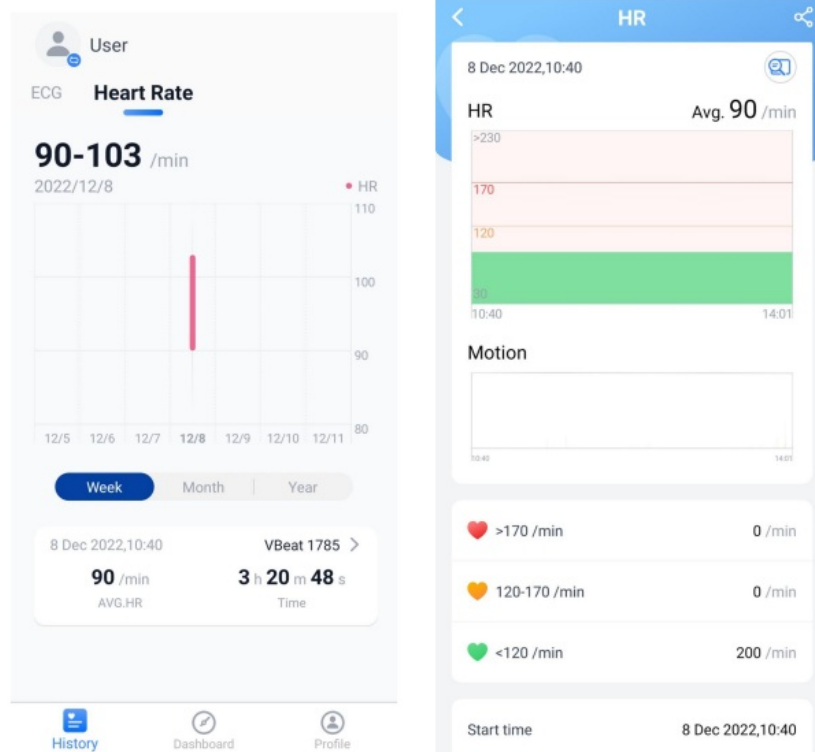 User
ECG Heart Rate
90-103 /min
2022/12/8
HR
110
100
90
80
12/5 12/6 12/7 12/8 12/9 12/10 12/11
Week Month Year
8 Dec 2022,10:40 VBeat 1785
90 /min 3 h 20 m 48 s
AVG.HR Time
History Dashboard Profile
HR
8 Dec 2022,10:40
HR Avg. 90 /min
>230
170
120
30
10:40 14:01
Motion
10:40 14:01
>170 /min 0 /min
120-170 /min 0 /min
<120 /min 200 /min
Start time 8 Dec 2022,10:40